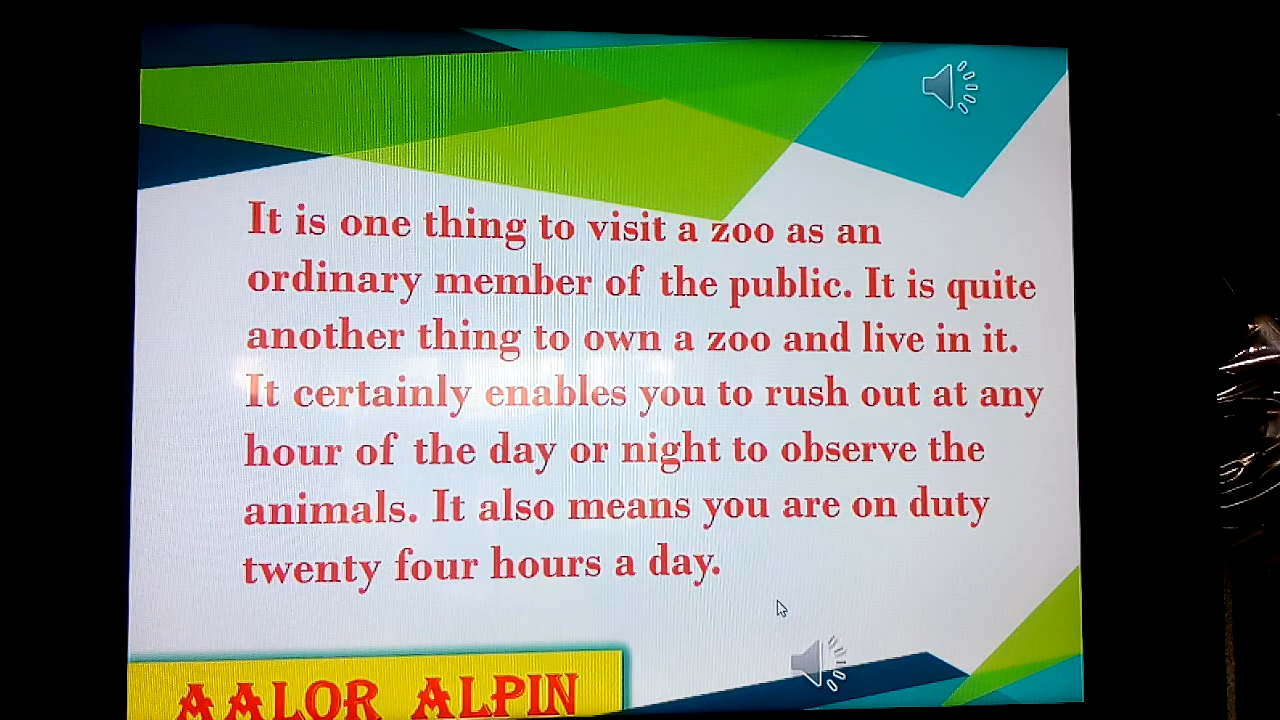 It is one thing to visit a zoo as an
ordinary member of the public. It is quite
another thing to own a zoo and live in it.
It certainly enables you to rush out at any
hour of the day or night to observe the
animals. It also means you are on duty
twenty four hours a day.
AALOR ALPIN